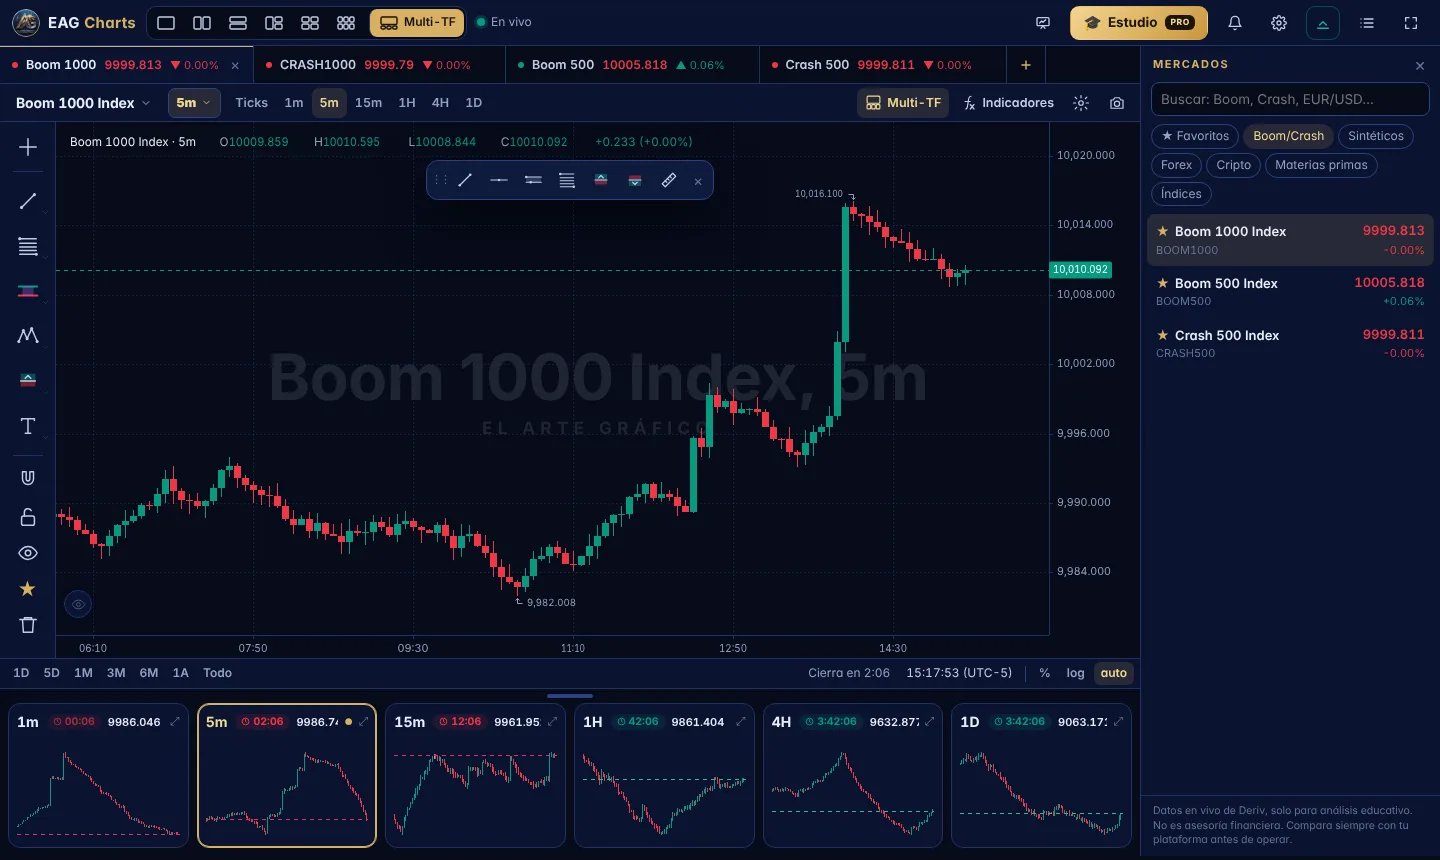 EAG Charts
Multi-TF
En vivo
Estudio PRO
Boom 1000 9999.813 ▼ 0.00% ×
CRASH1000 9999.79 ▼ 0.00%
Boom 500 10005.818 ▲ 0.06%
Crash 500 9999.811 ▼ 0.00%
+
Boom 1000 Index
5m
Ticks 1m 5m 15m 1H 4H 1D
Multi-TF
Indicadores
Boom 1000 Index · 5m O10009.859 H10010.595 L10008.844 C10010.092 +0.233 (+0.00%)
10,016.100
Boom 1000 Index, 5m
EL ARTE GRÁFICO
9,982.008
10,020.000
10,014.000
10,010.092
10,008.000
10,002.000
9,996.000
9,990.000
9,984.000
06:10 07:50 09:30 11:10 12:50 14:30
1D 5D 1M 3M 6M 1A Todo
Cierra en 2:06 15:17:53 (UTC-5) % log auto
1m 00:06 9986.046
5m 02:06 9986.74
15m 12:06 9961.95
1H 42:06 9861.404
4H 3:42:06 9632.877
1D 3:42:06 9063.171
MERCADOS ×
Buscar: Boom, Crash, EUR/USD...
★ Favoritos Boom/Crash Sintéticos
Forex Cripto Materias primas
Índices
★ Boom 1000 Index 9999.813
BOOM1000 -0.00%
★ Boom 500 Index 10005.818
BOOM500 +0.06%
★ Crash 500 Index 9999.811
CRASH500 -0.00%
Datos en vivo de Deriv, solo para análisis educativo.
No es asesoría financiera. Compara siempre con tu
plataforma antes de operar.